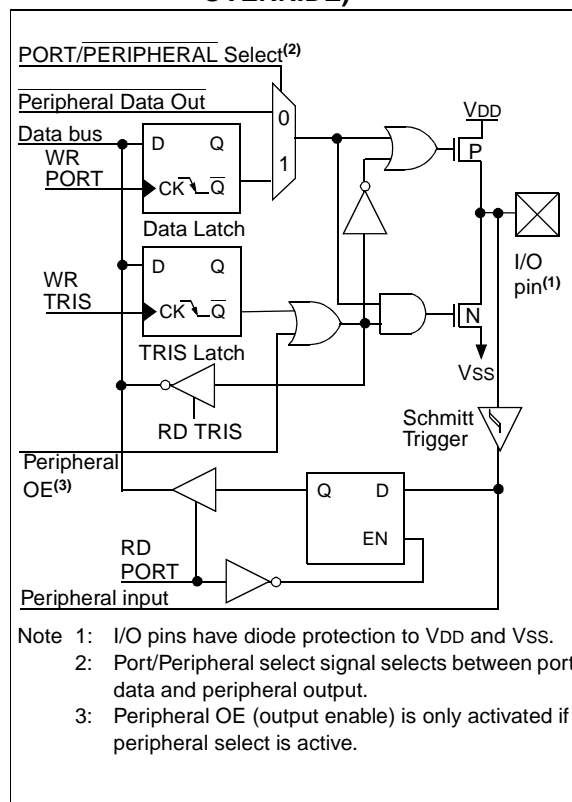 OVERRIDE)
PORT/PERIPHERAL Select(2)
Peripheral Data Out
Data bus
WR
PORT
D Q
CK Q
Data Latch
0
1
VDD
P
I/O
pin(1)
WR
TRIS
D Q
CK Q
TRIS Latch
N
VSS
RD TRIS
Schmitt
Trigger
Peripheral
OE(3)
Q D
EN
RD
PORT
Peripheral input
Note 1: I/O pins have diode protection to VDD and VSS.
2: Port/Peripheral select signal selects between port
data and peripheral output.
3: Peripheral OE (output enable) is only activated if
peripheral select is active.